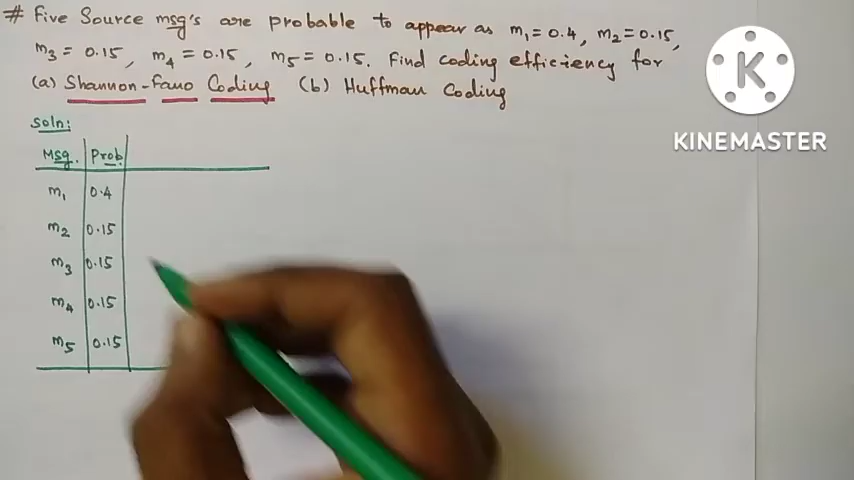 # Five Source msg's are probable to appear as m₁ = 0.4, m₂ = 0.15,
m₃ = 0.15, m₄ = 0.15, m₅ = 0.15. Find coding efficiency for
(a) Shannon-Fano Coding (b) Huffman Coding
K
KINEMASTER
Soln:
Msg. Prob
m₁ 0.4
m₂ 0.15
m₃ 0.15
m₄ 0.15
m₅ 0.15